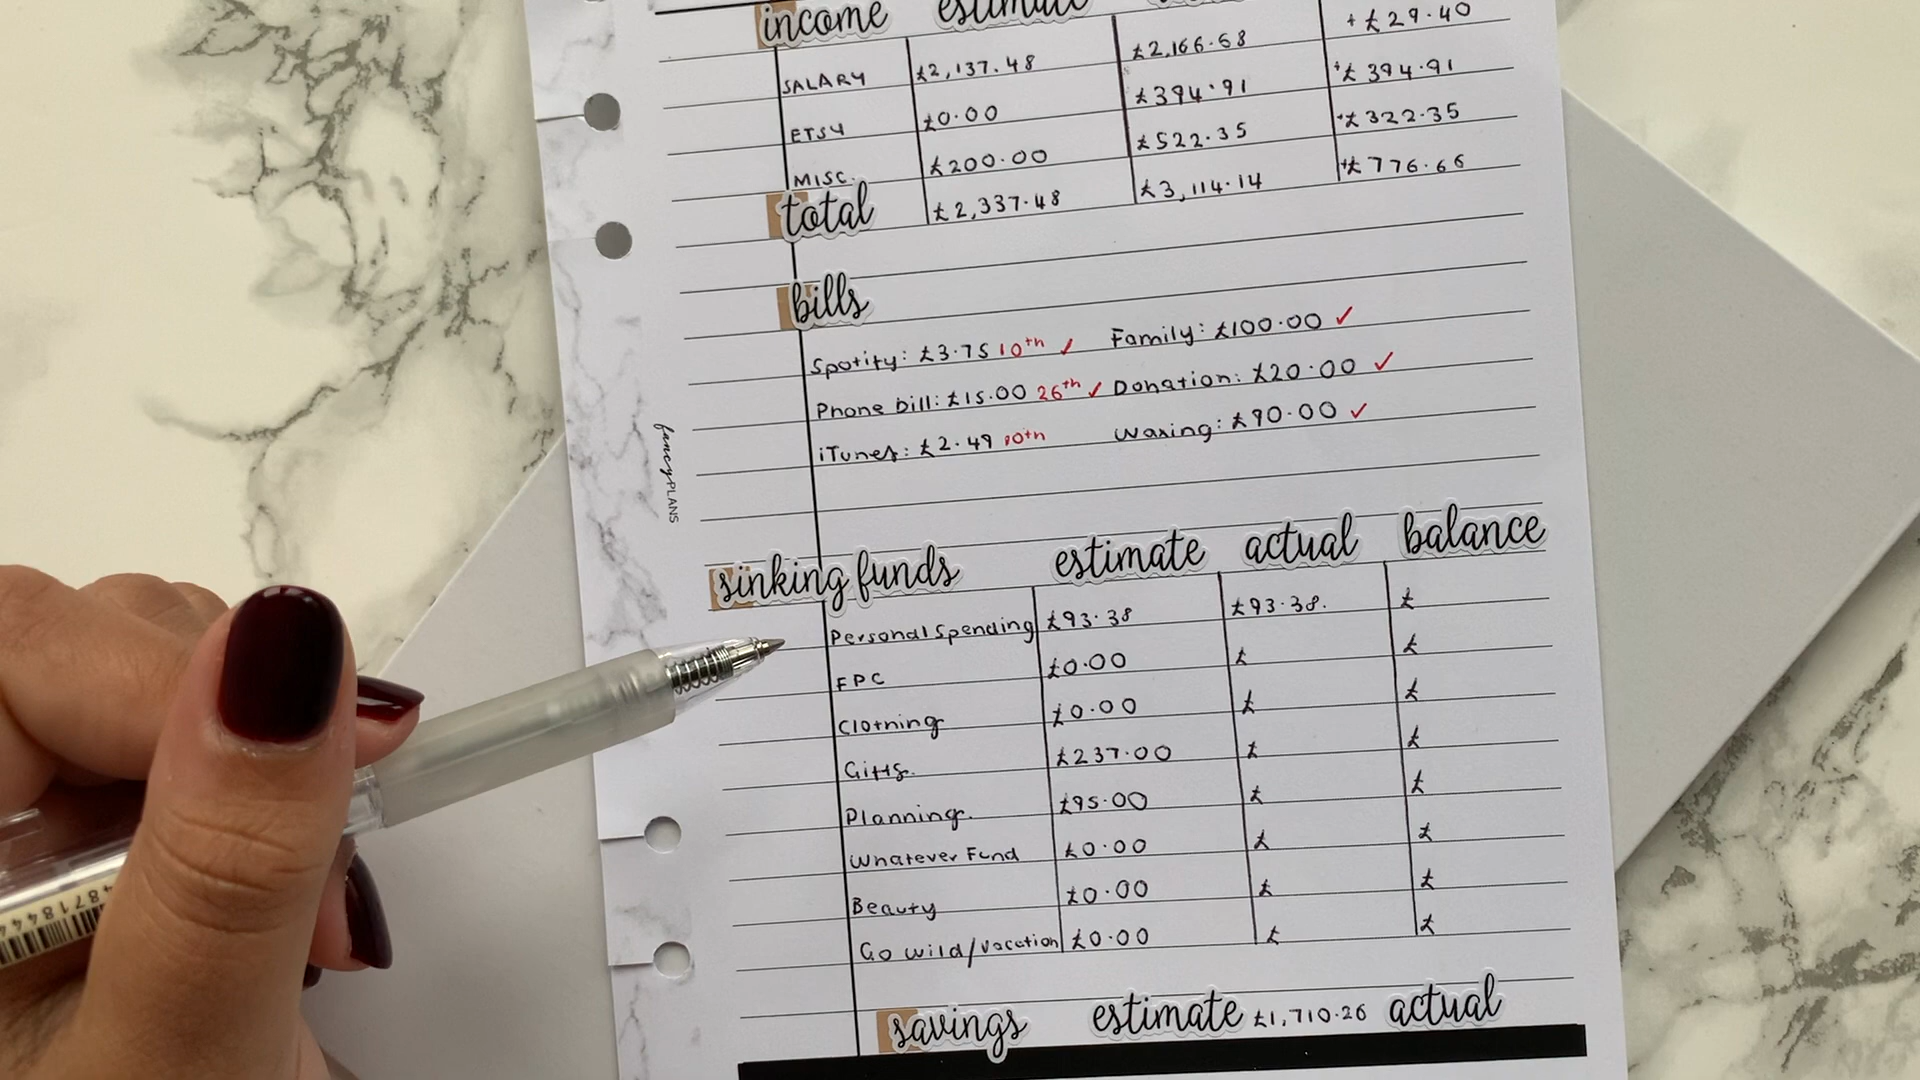 income estimate
SALARY £2,137.48 £2,166.68 + £29.40
ETSY £0.00 £394.91 +£394.91
MISC. £200.00 £522.35 +£322.35
total £2,337.48 £3,114.14 +£776.66
bills
Spotify: £3.75 10th ✓ Family: £100.00 ✓
Phone bill: £15.00 26th ✓ Donation: £20.00 ✓
iTunes: £2.49 10th Waxing: £90.00 ✓
fancyPLANS
sinking funds estimate actual balance
Personal Spending £93.38 £93.38. £
FPC £0.00 £ £
Clothing £0.00 £ £
Gifts. £237.00 £ £
Planning. £95.00 £ £
Whatever Fund £0.00 £ £
Beauty £0.00 £ £
Go wild/vacation £0.00 £ £
savings estimate £1,710.26 actual